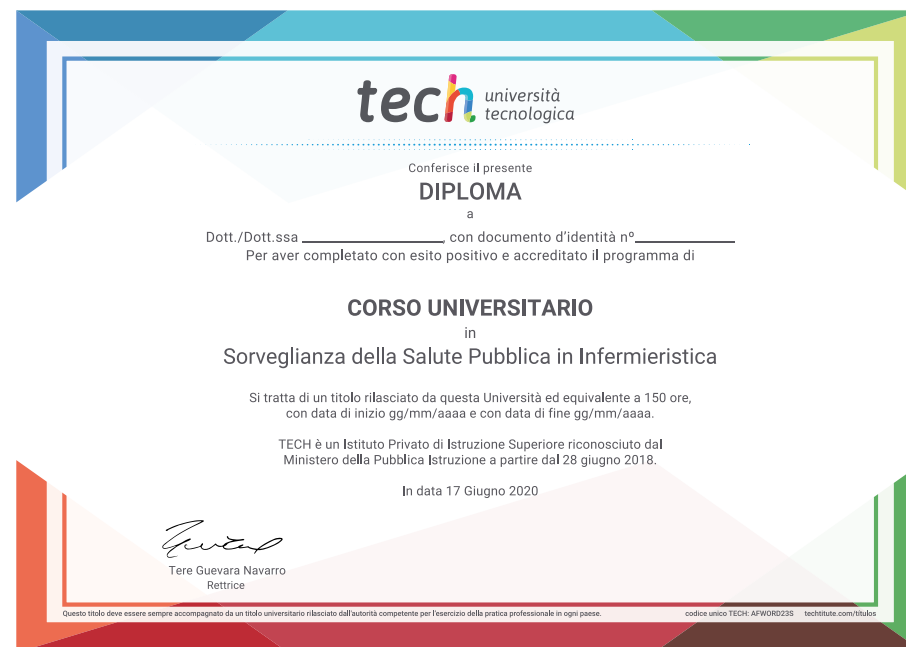 tech università
tecnologica
Conferisce il presente
DIPLOMA
a
Dott./Dott.ssa ____________________, con documento d'identità nº______________
Per aver completato con esito positivo e accreditato il programma di
CORSO UNIVERSITARIO
in
Sorveglianza della Salute Pubblica in Infermieristica
Si tratta di un titolo rilasciato da questa Università ed equivalente a 150 ore,
con data di inizio gg/mm/aaaa e con data di fine gg/mm/aaaa.
TECH è un Istituto Privato di Istruzione Superiore riconosciuto dal
Ministero della Pubblica Istruzione a partire dal 28 giugno 2018.
In data 17 Giugno 2020
Tere Guevara Navarro
Rettrice
Questo titolo deve essere sempre accompagnato da un titolo universitario rilasciato dall'autorità competente per l'esercizio della pratica professionale in ogni paese. codice unico TECH: AFWORD23S techtitute.com/titulos